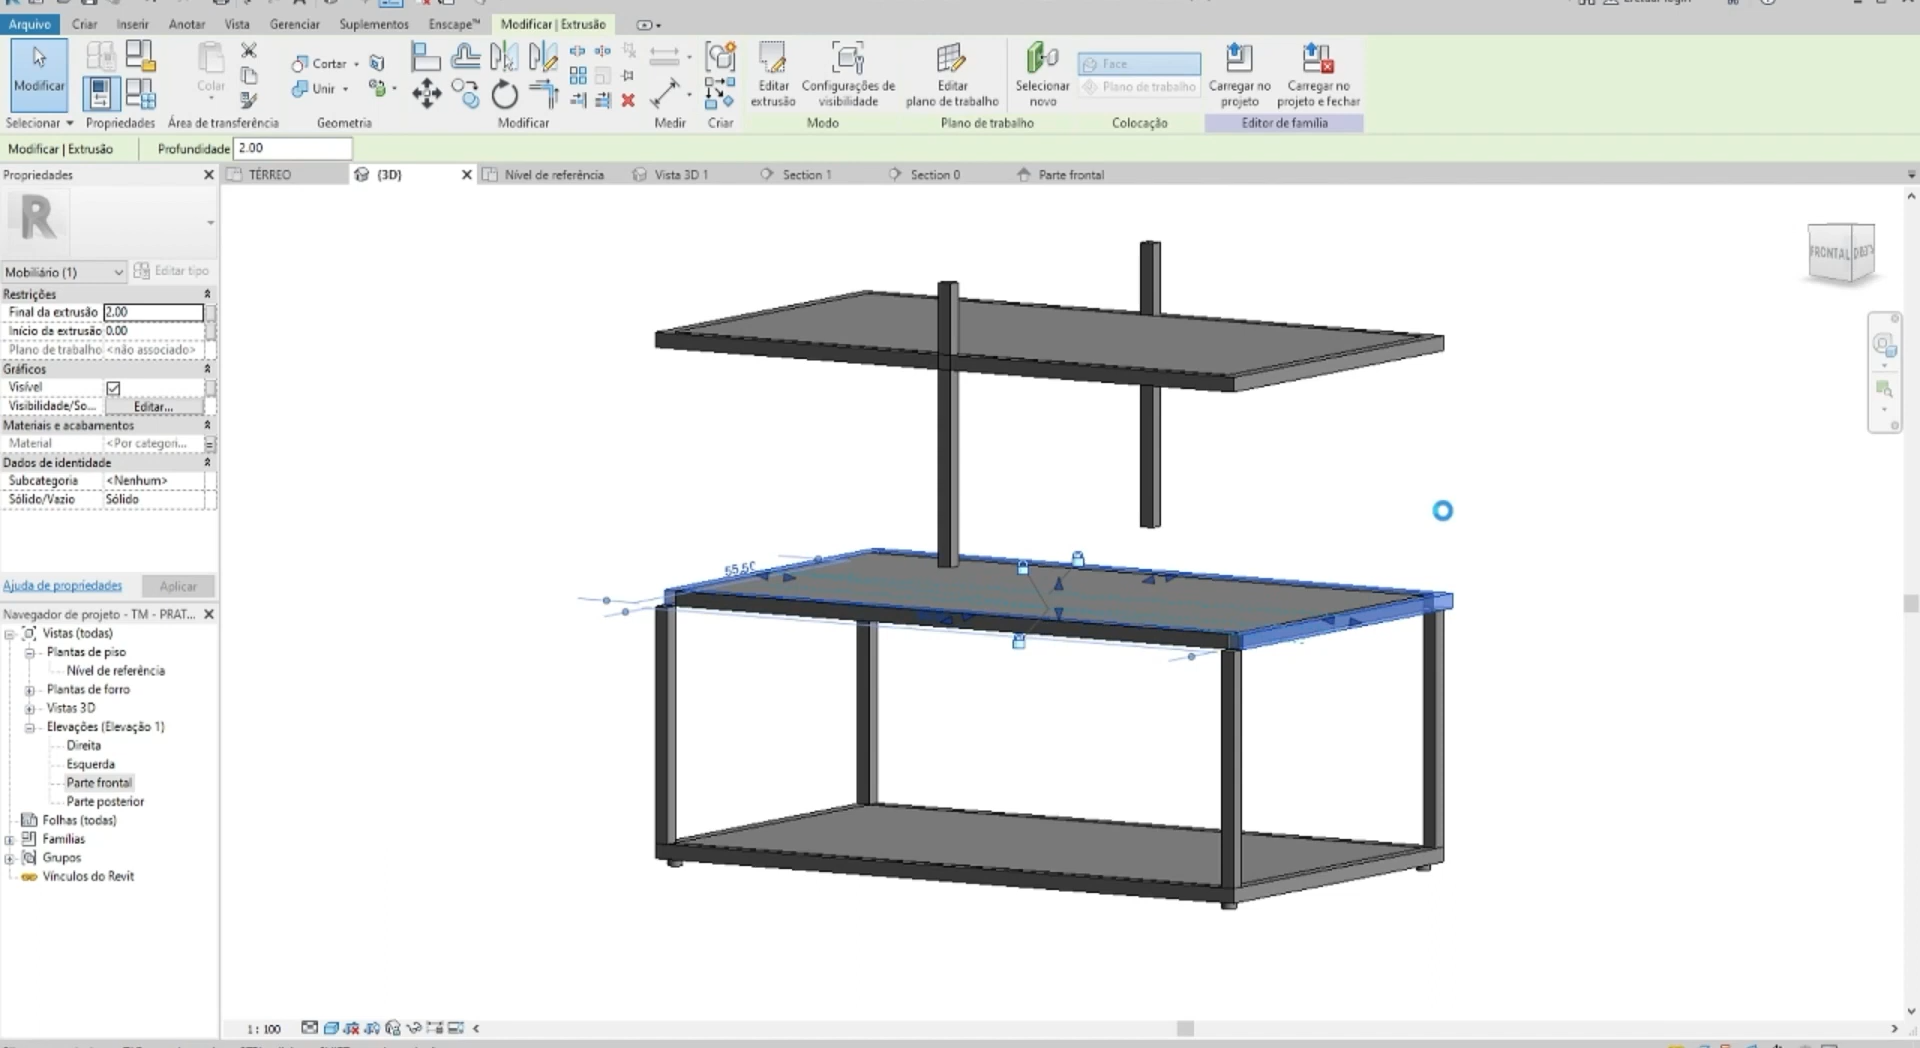 Arquivo Criar Inserir Anotar Vista Gerenciar Suplementos Enscape™ Modificar | Extrusão
Modificar
Colar
Cortar
Unir
Editar extrusão
Configurações de visibilidade
Editar plano de trabalho
Selecionar novo
Face
Plano de trabalho
Carregar no projeto
Carregar no projeto e fechar
Selecionar Propriedades Área de transferência Geometria Modificar Medir Criar Modo Plano de trabalho Colocação Editor de família
Modificar | Extrusão Profundidade 2.00
Propriedades
TÉRREO {3D} Nível de referência Vista 3D 1 Section 1 Section 0 Parte frontal
R
Mobiliário (1) Editar tipo
Restrições
Final da extrusão 2.00
Início da extrusão 0.00
Plano de trabalho <não associado>
Gráficos
Visível
Visibilidade/So... Editar...
Materiais e acabamentos
Material <Por categori...
Dados de identidade
Subcategoria <Nenhum>
Sólido/Vazio Sólido
Ajuda de propriedades Aplicar
Navegador de projeto - TM - PRAT...
Vistas (todas)
Plantas de piso
Nível de referência
Plantas de forro
Vistas 3D
Elevações (Elevação 1)
Direita
Esquerda
Parte frontal
Parte posterior
Folhas (todas)
Famílias
Grupos
Vínculos do Revit
FRONTAL
1 : 100